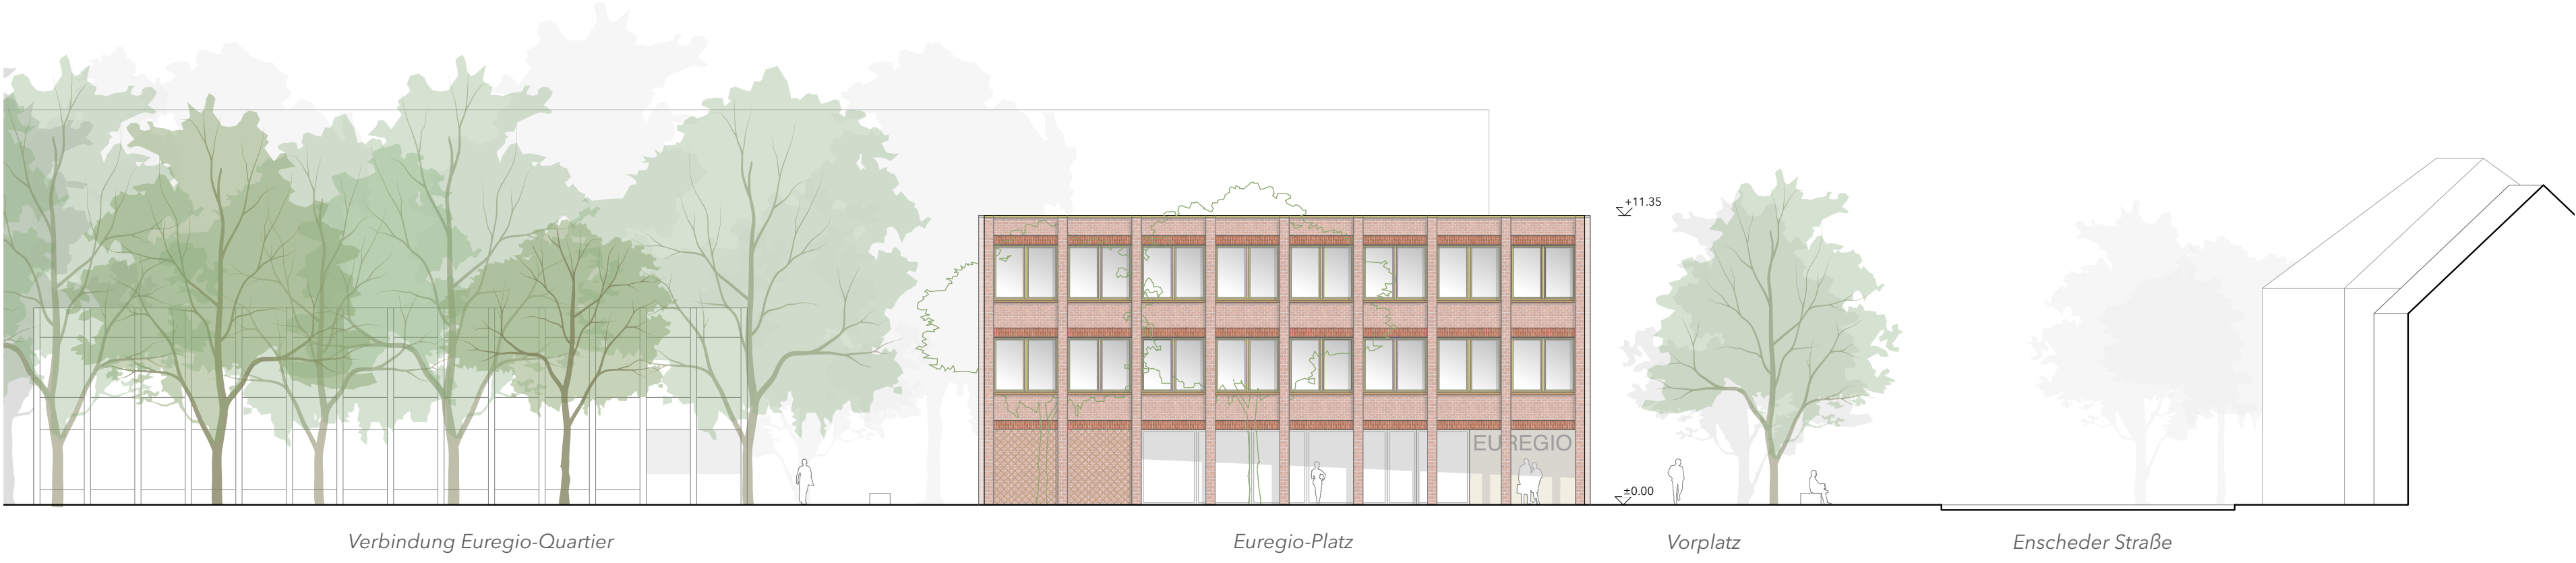 +11.35
EUREGIO
±0.00
Verbindung Euregio-Quartier
Euregio-Platz
Vorplatz
Enscheder Straße